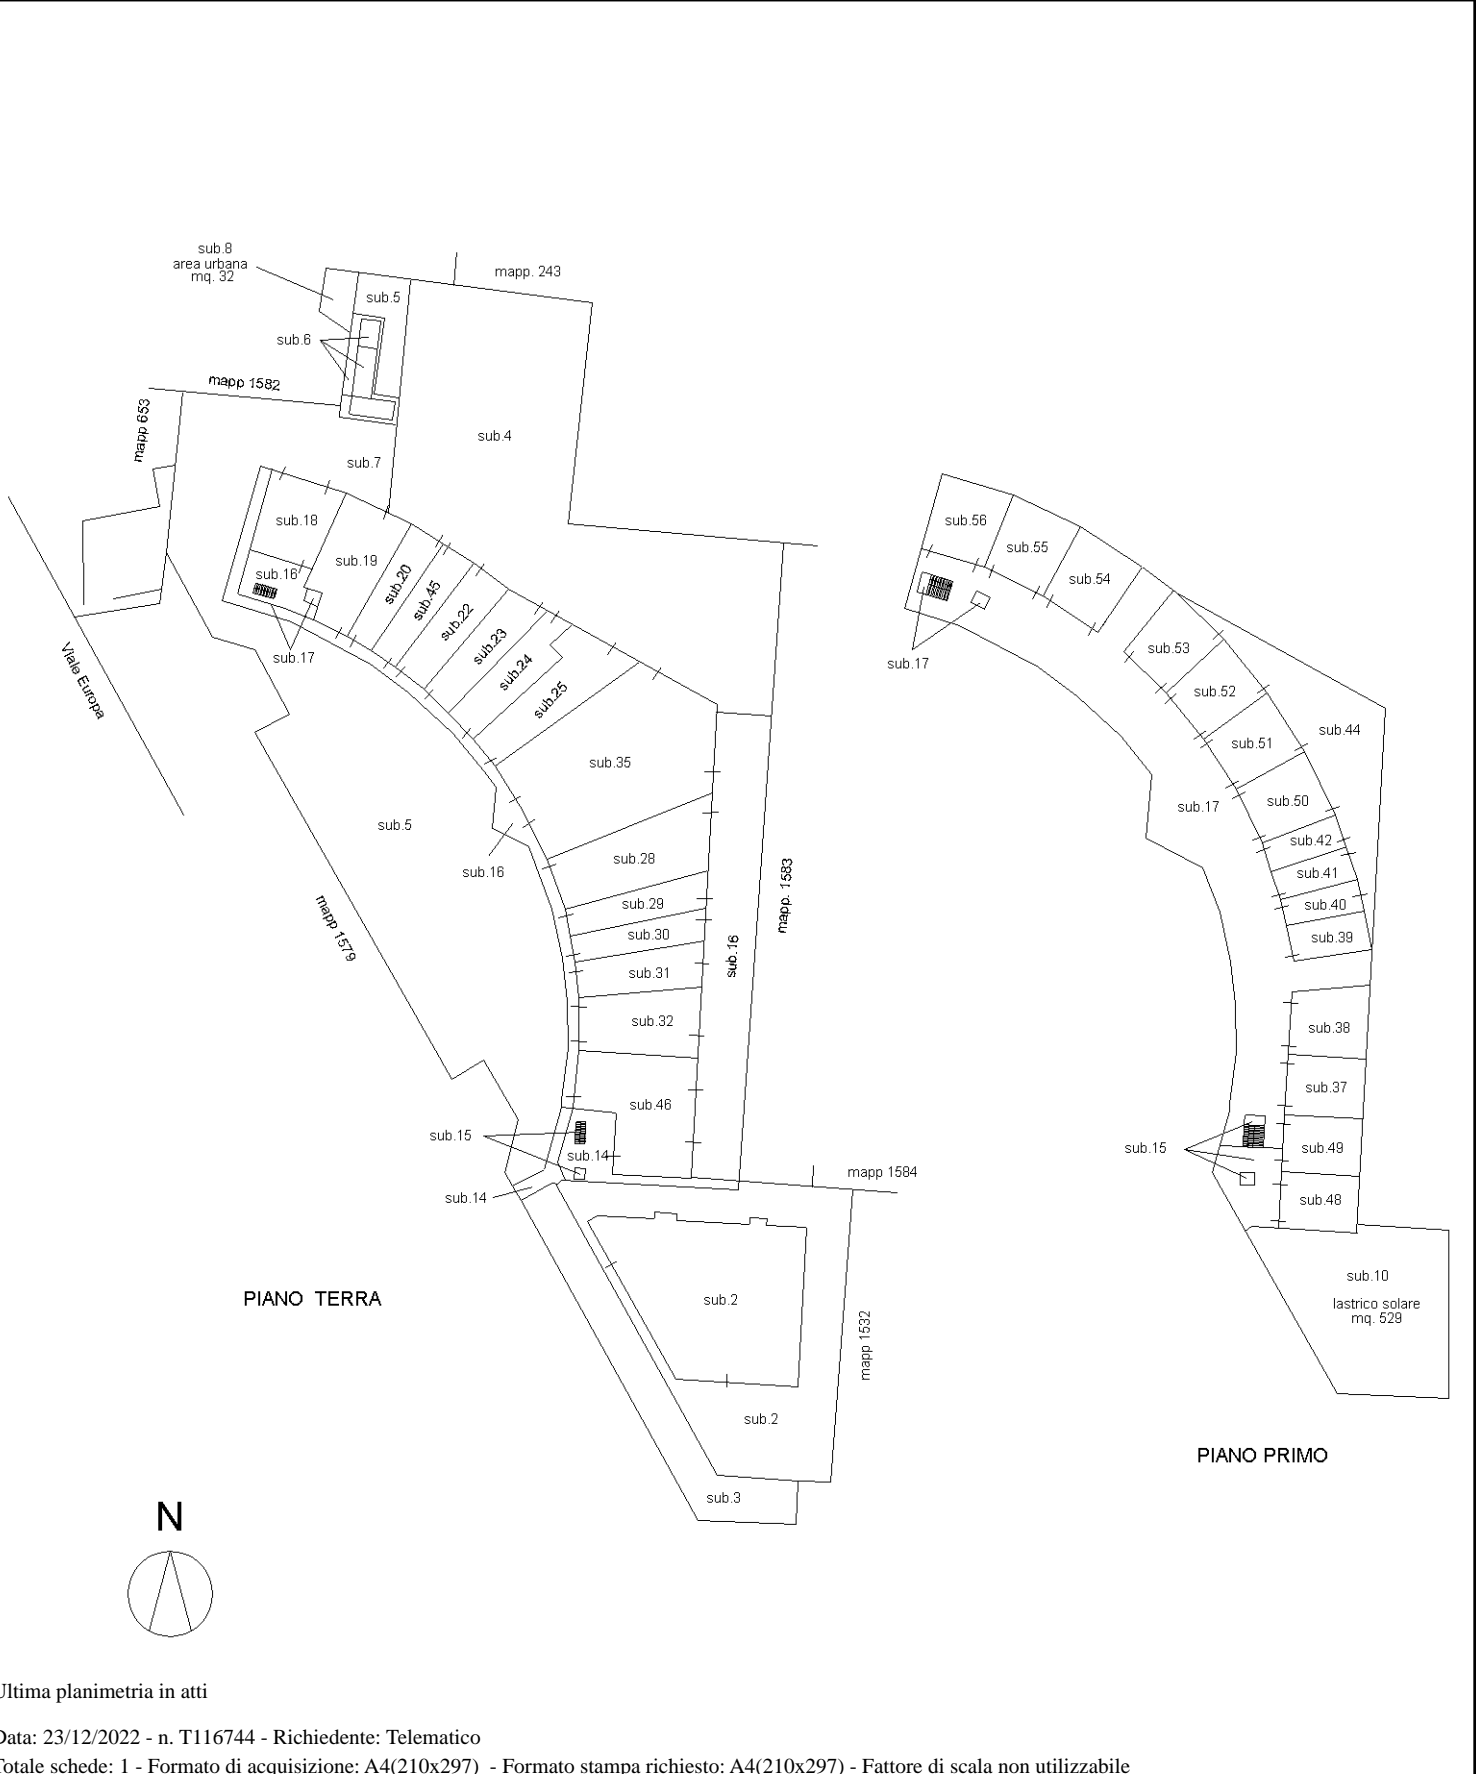 sub.8
area urbana
mq. 32
mapp. 243
sub.5
sub.6
mapp 1582
mapp 653
sub.4
sub.7
sub.18
sub.19
sub.16
sub.20
sub.45
sub.22
sub.23
sub.24
sub.25
sub.17
Viale Europa
sub.35
sub.5
sub.16
sub.28
sub.29
sub.30
sub.31
sub.32
sub.16
mapp. 1583
mapp 1579
sub.46
sub.15
sub.14
sub.14
mapp 1584
sub.2
mapp 1532
sub.2
sub.3
PIANO TERRA
sub.56
sub.55
sub.54
sub.17
sub.53
sub.52
sub.51
sub.44
sub.17
sub.50
sub.42
sub.41
sub.40
sub.39
sub.38
sub.37
sub.15
sub.49
sub.48
sub.10
lastrico solare
mq. 529
PIANO PRIMO
N
Ultima planimetria in atti
Data: 23/12/2022 - n. T116744 - Richiedente: Telematico
Totale schede: 1 - Formato di acquisizione: A4(210x297) - Formato stampa richiesto: A4(210x297) - Fattore di scala non utilizzabile